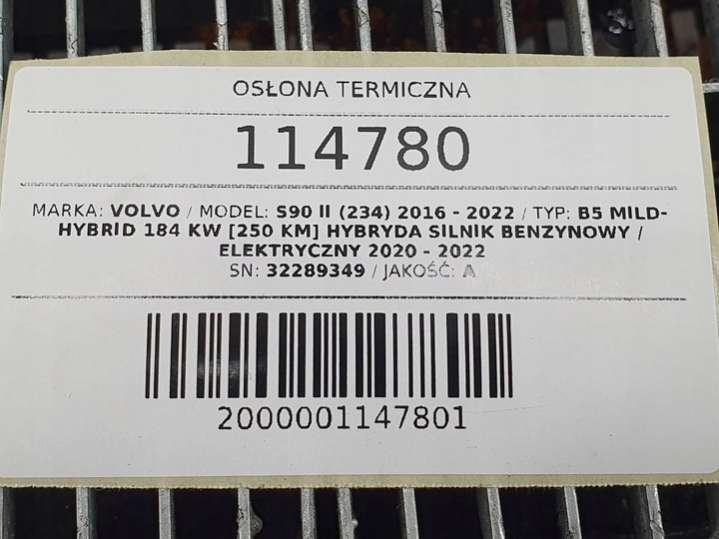 OSŁONA TERMICZNA
114780
MARKA: VOLVO / MODEL: S90 II (234) 2016 - 2022 / TYP: B5 MILD-
HYBRID 184 KW [250 KM] HYBRYDA SILNIK BENZYNOWY /
ELEKTRYCZNY 2020 - 2022
SN: 32289349 / JAKOŚĆ: A
2000001147801